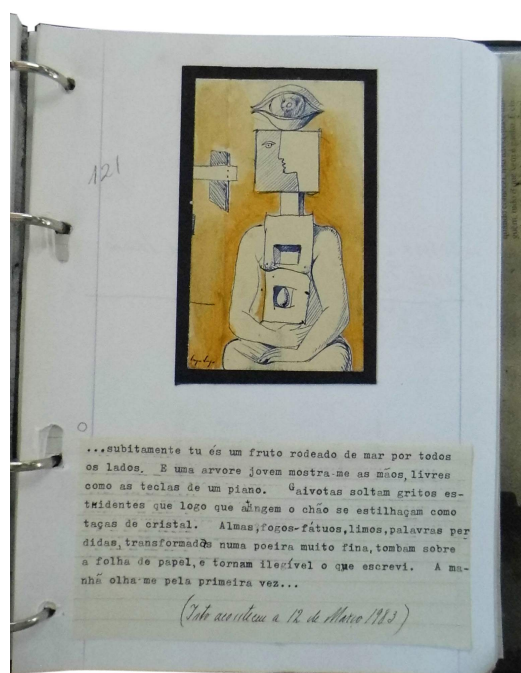 121
...subitamente tu és um fruto rodeado de mar por todos
os lados. E uma arvore jovem mostra-me as mãos, livres
como as teclas de um piano. Gaivotas soltam gritos es-
tridentes que logo que atingem o chão se estilhaçam como
taças de cristal. Almas,fogos-fátuos,limos,palavras per
didas,transformadas numa poeira muito fina,tombam sobre
a folha de papel,e tornam ilegível o que escrevi. A ma-
nhã olha-me pela primeira vez...
(Isto aconteceu a 12 de Março 1983)